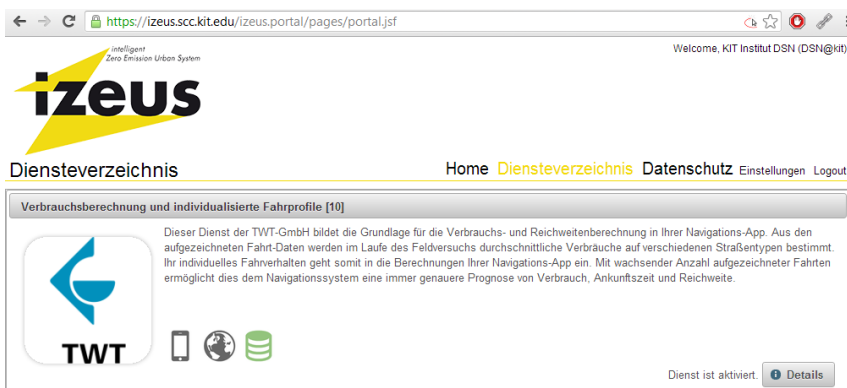 https://izeus.scc.kit.edu/izeus.portal/pages/portal.jsf
Welcome, KIT Institut DSN (DSN@kit)
intelligent
Zero Emission Urban System
izeus
Diensteverzeichnis
Home Diensteverzeichnis Datenschutz Einstellungen Logout
Verbrauchsberechnung und individualisierte Fahrprofile [10]
Dieser Dienst der TWT-GmbH bildet die Grundlage für die Verbrauchs- und Reichweitenberechnung in Ihrer Navigations-App. Aus den
aufgezeichneten Fahrt-Daten werden im Laufe des Feldversuchs durchschnittliche Verbräuche auf verschiedenen Straßentypen bestimmt.
Ihr individuelles Fahrverhalten geht somit in die Berechnungen Ihrer Navigations-App ein. Mit wachsender Anzahl aufgezeichneter Fahrten
ermöglicht dies dem Navigationssystem eine immer genauere Prognose von Verbrauch, Ankunftszeit und Reichweite.
TWT
Dienst ist aktiviert. Details